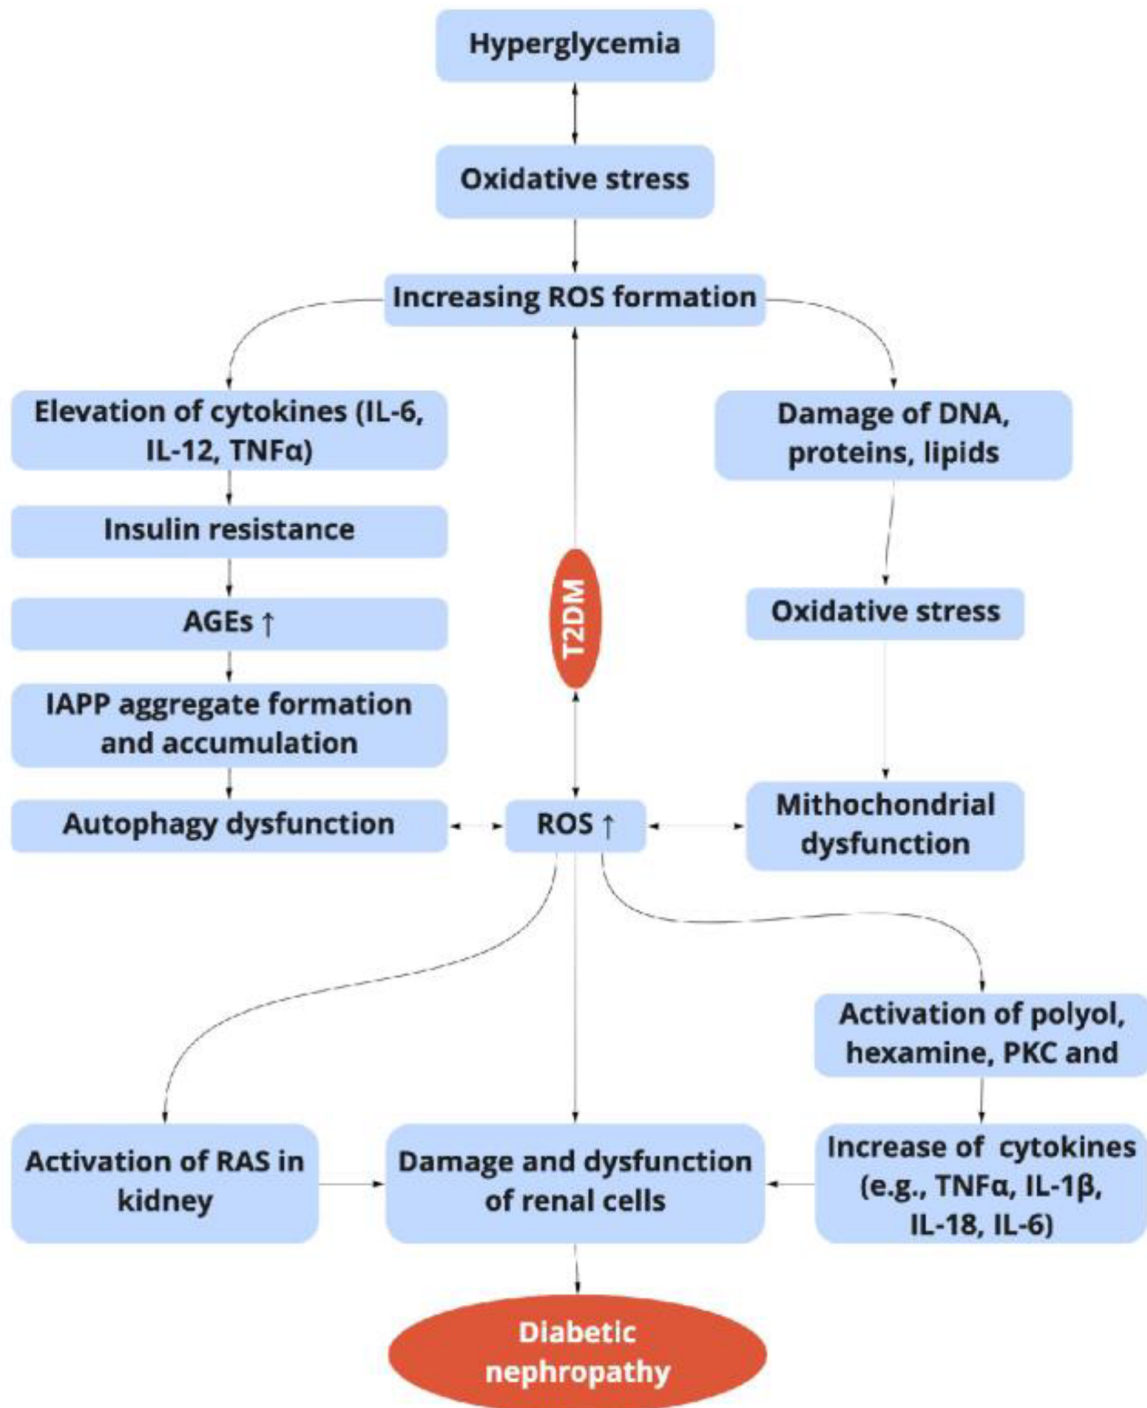 Hyperglycemia
Oxidative stress
Increasing ROS formation
Elevation of cytokines (IL-6,
IL-12, TNFα)
Insulin resistance
AGEs ↑
IAPP aggregate formation
and accumulation
Autophagy dysfunction
T2DM
ROS ↑
Damage of DNA,
proteins, lipids
Oxidative stress
Mithochondrial
dysfunction
Activation of polyol,
hexamine, PKC and
Activation of RAS in
kidney
Damage and dysfunction
of renal cells
Increase of cytokines
(e.g., TNFα, IL-1β,
IL-18, IL-6)
Diabetic
nephropathy